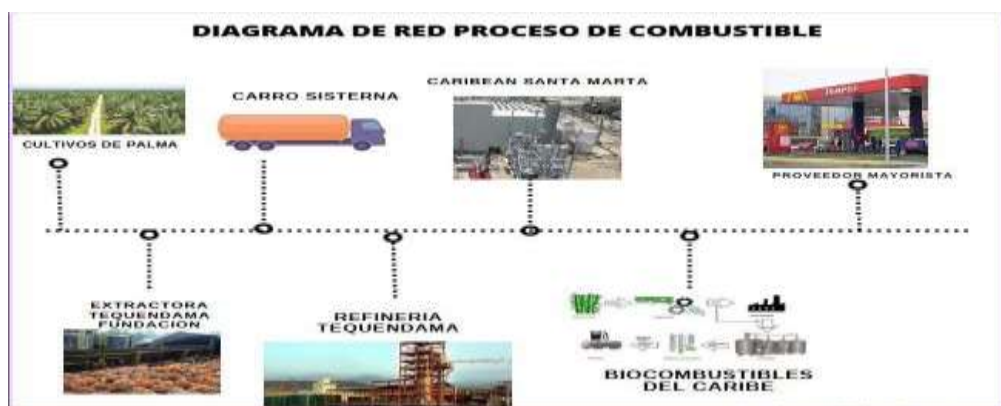 DIAGRAMA DE RED PROCESO DE COMBUSTIBLE
CULTIVOS DE PALMA
CARRO SISTERNA
CARIBEAN SANTA MARTA
PROVEEDOR MAYORISTA
EXTRACTORA
TEQUENDAMA
FUNDACION
REFINERIA
TEQUENDAMA
BIOCOMBUSTIBLES
DEL CARIBE